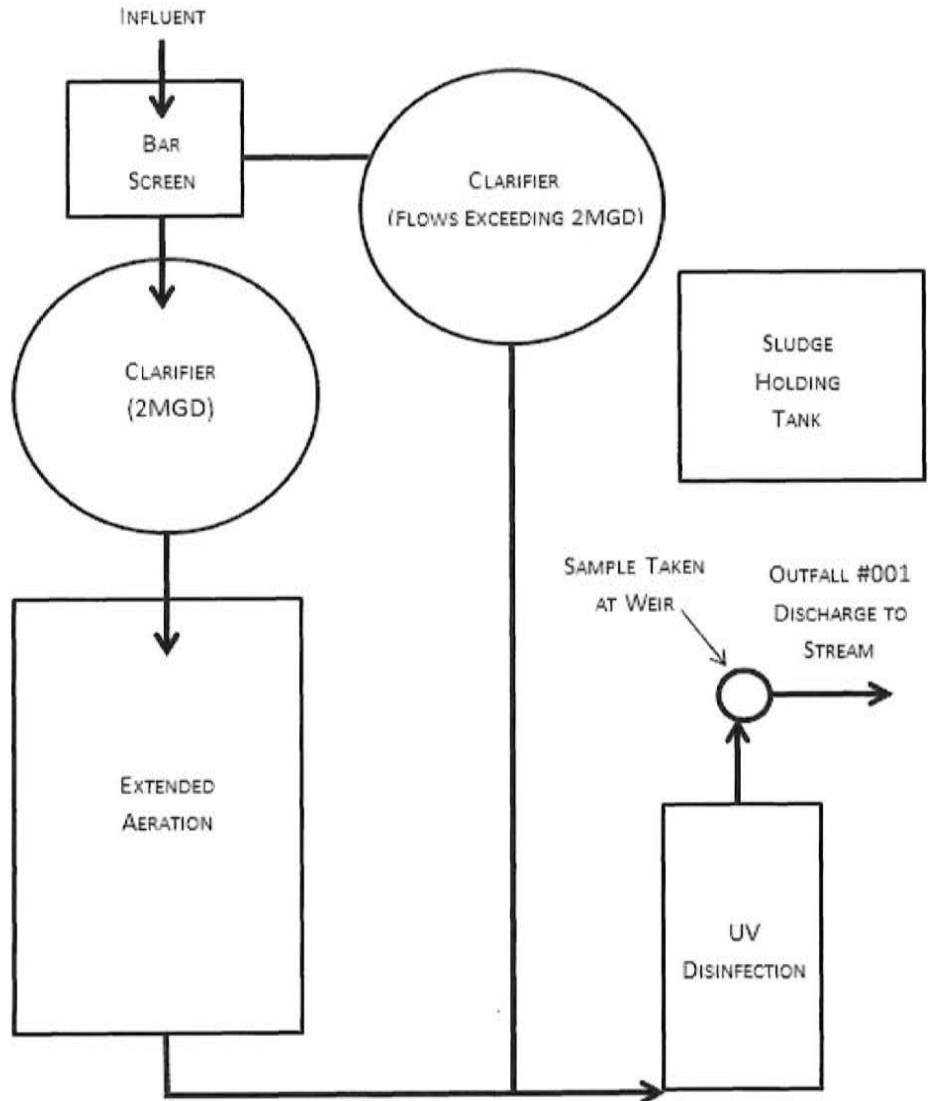 INFLUENT
BAR
SCREEN
CLARIFIER
(FLOWS EXCEEDING 2MGD)
CLARIFIER
(2MGD)
SLUDGE
HOLDING
TANK
SAMPLE TAKEN
AT WEIR
OUTFALL #001
DISCHARGE TO
STREAM
EXTENDED
AERATION
UV
DISINFECTION